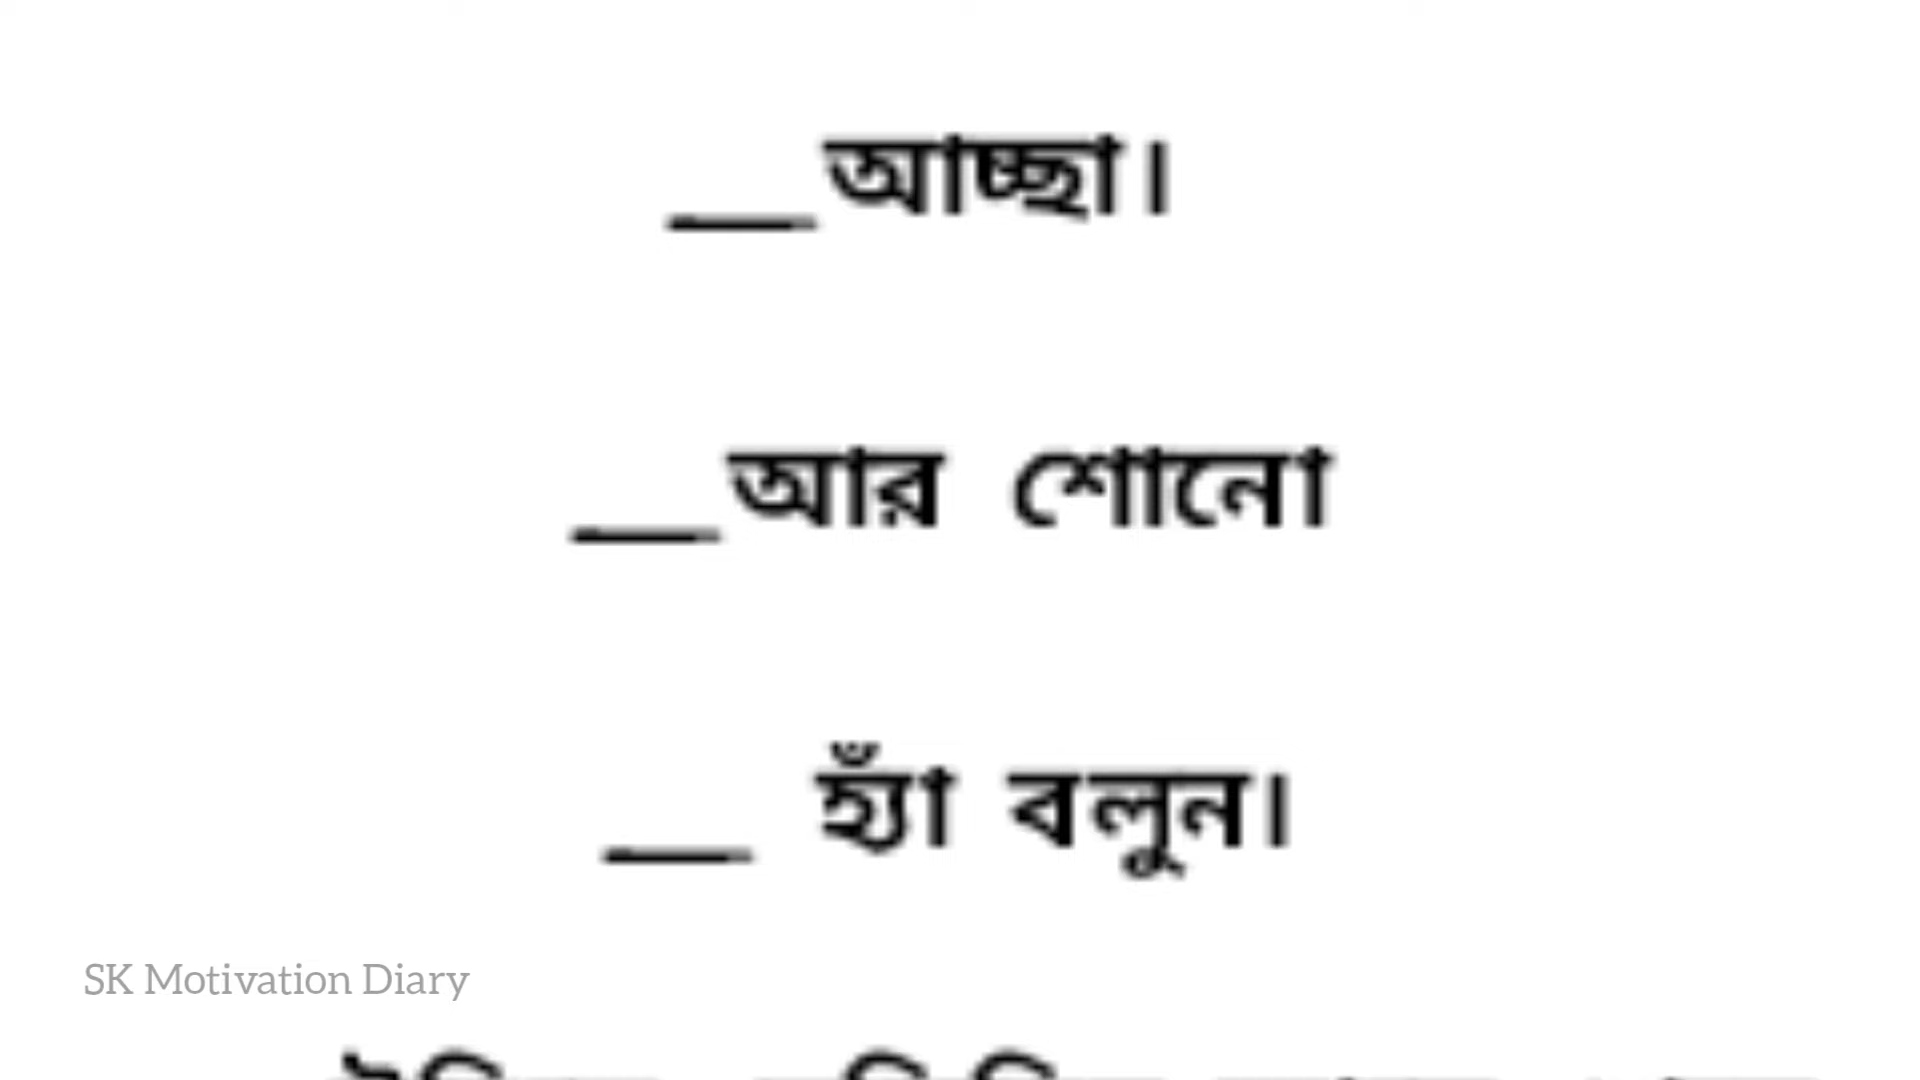 __আচ্ছা।
__আর শোনো
__ হ্যাঁ বলুন।
SK Motivation Diary